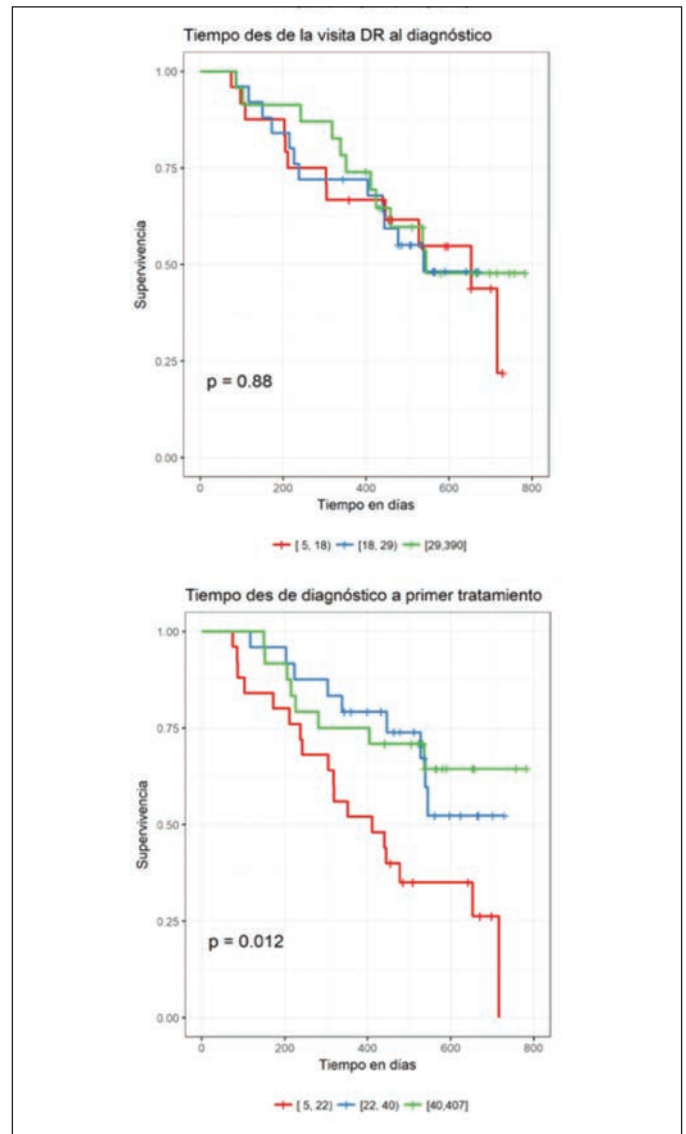 Tiempo des de la visita DR al diagnóstico
1.00
0.75
0.50
0.25
0.00
Supervivencia
p = 0.88
0 200 400 600 800
Tiempo en días
[ 5, 18) [18, 29) [29,390]
Tiempo des de diagnóstico a primer tratamiento
1.00
0.75
0.50
0.25
0.00
Supervivencia
p = 0.012
0 200 400 600 800
Tiempo en días
[ 5, 22) [22, 40) [40,407]